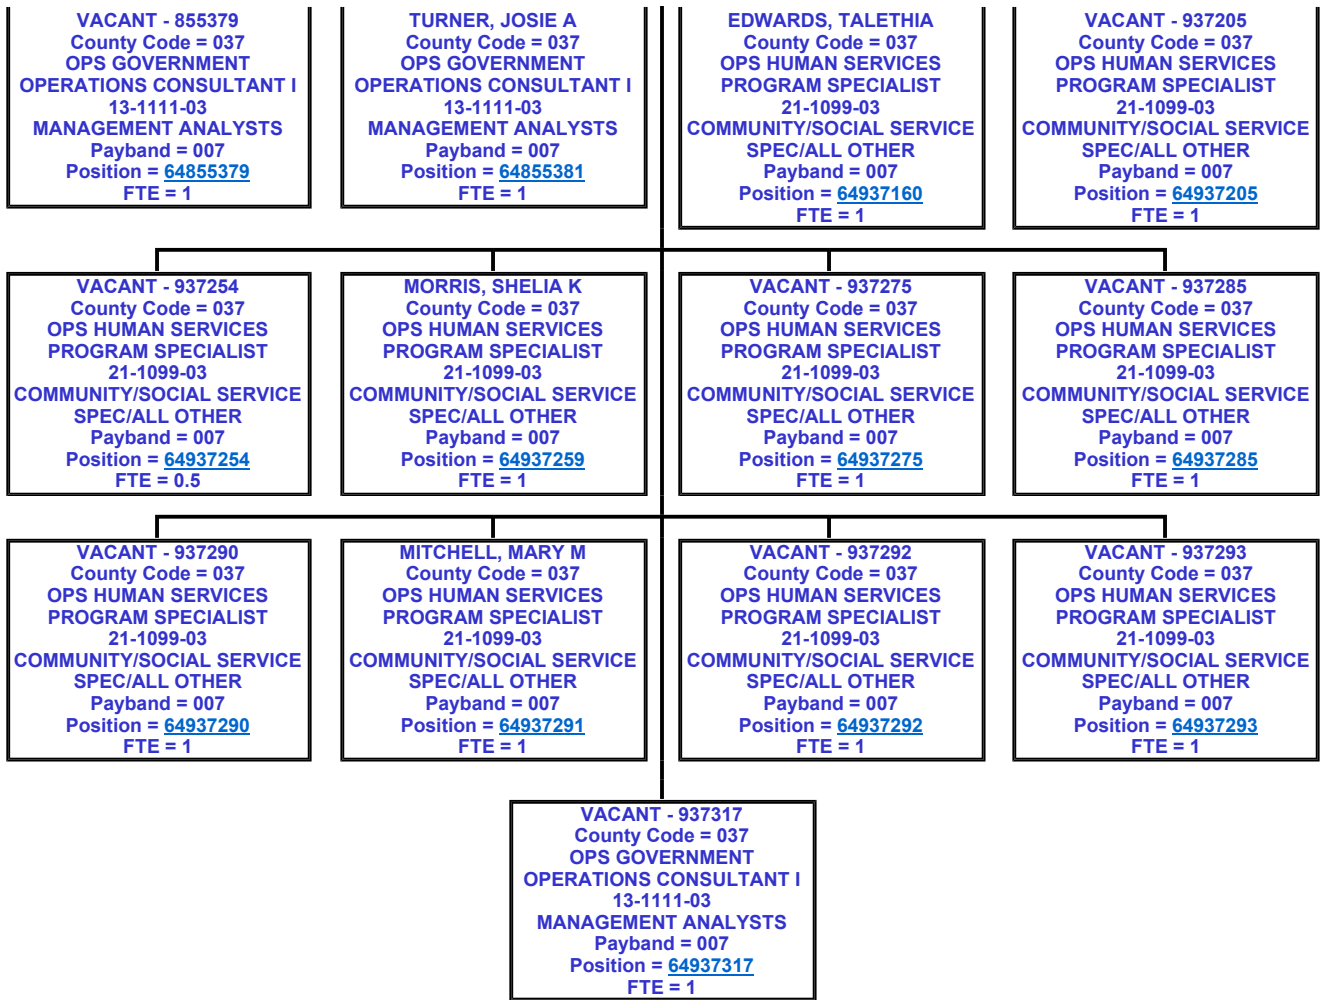 VACANT - 855379
County Code = 037
OPS GOVERNMENT
OPERATIONS CONSULTANT I
13-1111-03
MANAGEMENT ANALYSTS
Payband = 007
Position = 64855379
FTE = 1
TURNER, JOSIE A
County Code = 037
OPS GOVERNMENT
OPERATIONS CONSULTANT I
13-1111-03
MANAGEMENT ANALYSTS
Payband = 007
Position = 64855381
FTE = 1
EDWARDS, TALETHIA
County Code = 037
OPS HUMAN SERVICES
PROGRAM SPECIALIST
21-1099-03
COMMUNITY/SOCIAL SERVICE
SPEC/ALL OTHER
Payband = 007
Position = 64937160
FTE = 1
VACANT - 937205
County Code = 037
OPS HUMAN SERVICES
PROGRAM SPECIALIST
21-1099-03
COMMUNITY/SOCIAL SERVICE
SPEC/ALL OTHER
Payband = 007
Position = 64937205
FTE = 1
VACANT - 937254
County Code = 037
OPS HUMAN SERVICES
PROGRAM SPECIALIST
21-1099-03
COMMUNITY/SOCIAL SERVICE
SPEC/ALL OTHER
Payband = 007
Position = 64937254
FTE = 0.5
MORRIS, SHELIA K
County Code = 037
OPS HUMAN SERVICES
PROGRAM SPECIALIST
21-1099-03
COMMUNITY/SOCIAL SERVICE
SPEC/ALL OTHER
Payband = 007
Position = 64937259
FTE = 1
VACANT - 937275
County Code = 037
OPS HUMAN SERVICES
PROGRAM SPECIALIST
21-1099-03
COMMUNITY/SOCIAL SERVICE
SPEC/ALL OTHER
Payband = 007
Position = 64937275
FTE = 1
VACANT - 937285
County Code = 037
OPS HUMAN SERVICES
PROGRAM SPECIALIST
21-1099-03
COMMUNITY/SOCIAL SERVICE
SPEC/ALL OTHER
Payband = 007
Position = 64937285
FTE = 1
VACANT - 937290
County Code = 037
OPS HUMAN SERVICES
PROGRAM SPECIALIST
21-1099-03
COMMUNITY/SOCIAL SERVICE
SPEC/ALL OTHER
Payband = 007
Position = 64937290
FTE = 1
MITCHELL, MARY M
County Code = 037
OPS HUMAN SERVICES
PROGRAM SPECIALIST
21-1099-03
COMMUNITY/SOCIAL SERVICE
SPEC/ALL OTHER
Payband = 007
Position = 64937291
FTE = 1
VACANT - 937292
County Code = 037
OPS HUMAN SERVICES
PROGRAM SPECIALIST
21-1099-03
COMMUNITY/SOCIAL SERVICE
SPEC/ALL OTHER
Payband = 007
Position = 64937292
FTE = 1
VACANT - 937293
County Code = 037
OPS HUMAN SERVICES
PROGRAM SPECIALIST
21-1099-03
COMMUNITY/SOCIAL SERVICE
SPEC/ALL OTHER
Payband = 007
Position = 64937293
FTE = 1
VACANT - 937317
County Code = 037
OPS GOVERNMENT
OPERATIONS CONSULTANT I
13-1111-03
MANAGEMENT ANALYSTS
Payband = 007
Position = 64937317
FTE = 1